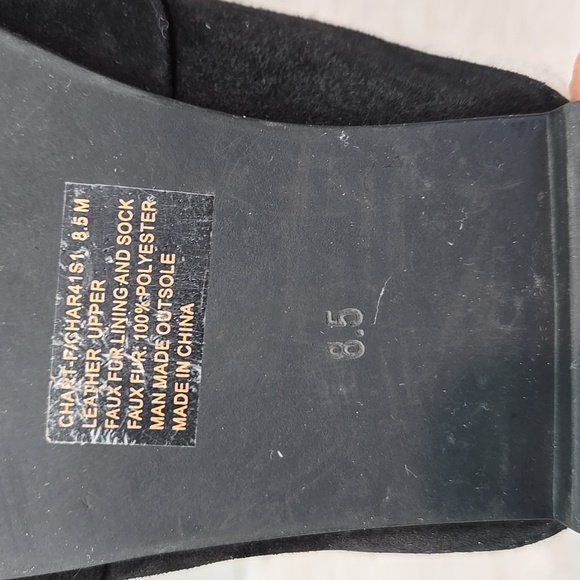 CHART-P/CHAR41S1 8.5 M
LEATHER UPPER
FAUX FUR LINING AND SOCK
FAUX FUR: 100% POLYESTER
MAN MADE OUTSOLE
MADE IN CHINA
8.5